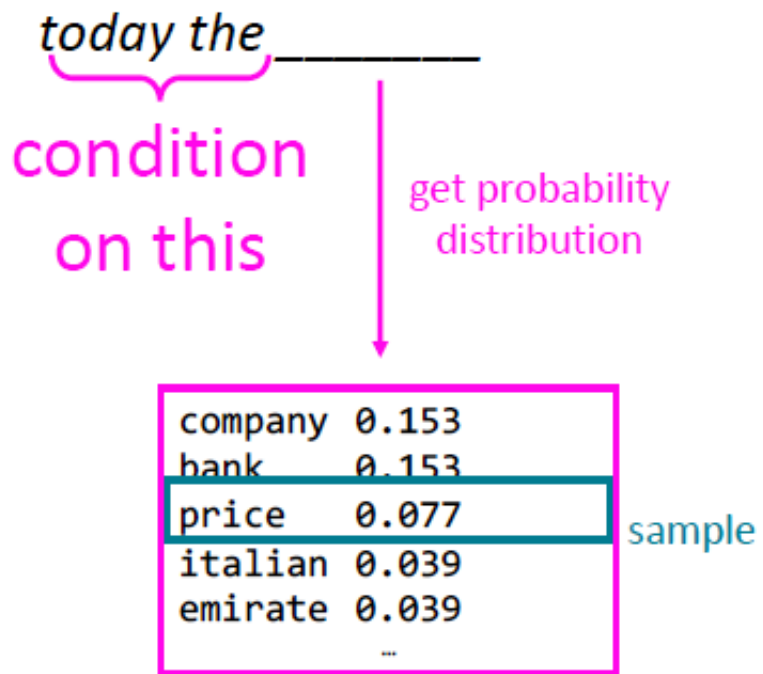 today the _______
condition
on this
get probability
distribution
company 0.153
bank 0.153
price 0.077
sample
italian 0.039
emirate 0.039
…